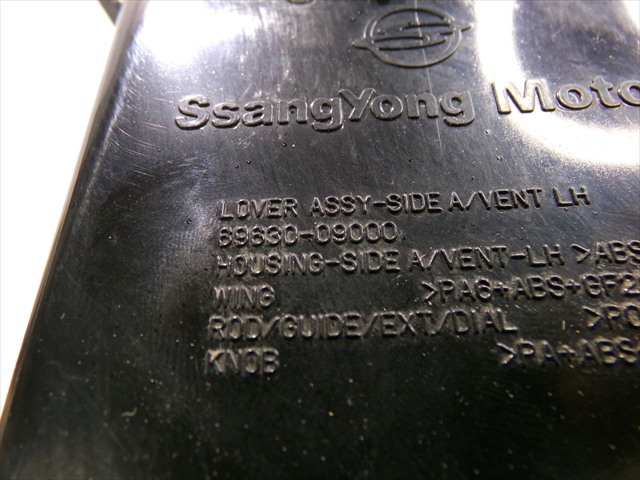 SsangYong Moto
LOVER ASSY-SIDE A/VENT LH
69630-09000
HOUSING-SIDE A/VENT-LH >ABS
WING >PA6+ABS+GF2
ROD/GUIDE/EXT/DIAL >PO
KNOB >PA+ABS